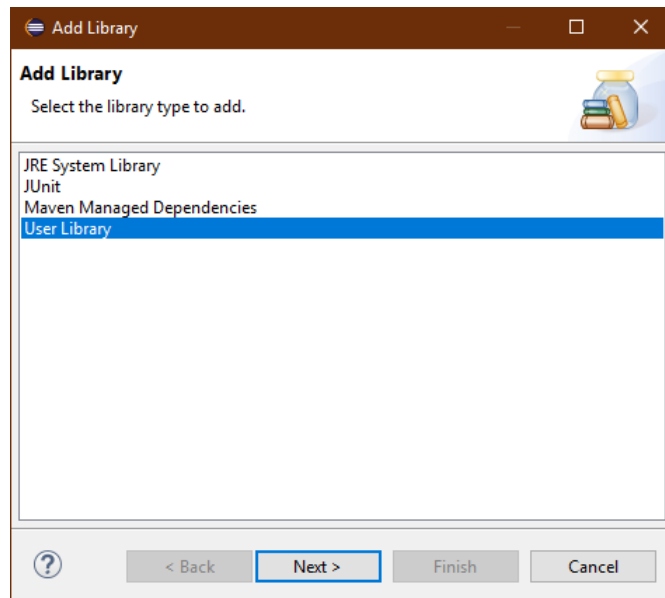 Add Library
Add Library
Select the library type to add.
JRE System Library
JUnit
Maven Managed Dependencies
User Library
?
< Back Next > Finish Cancel